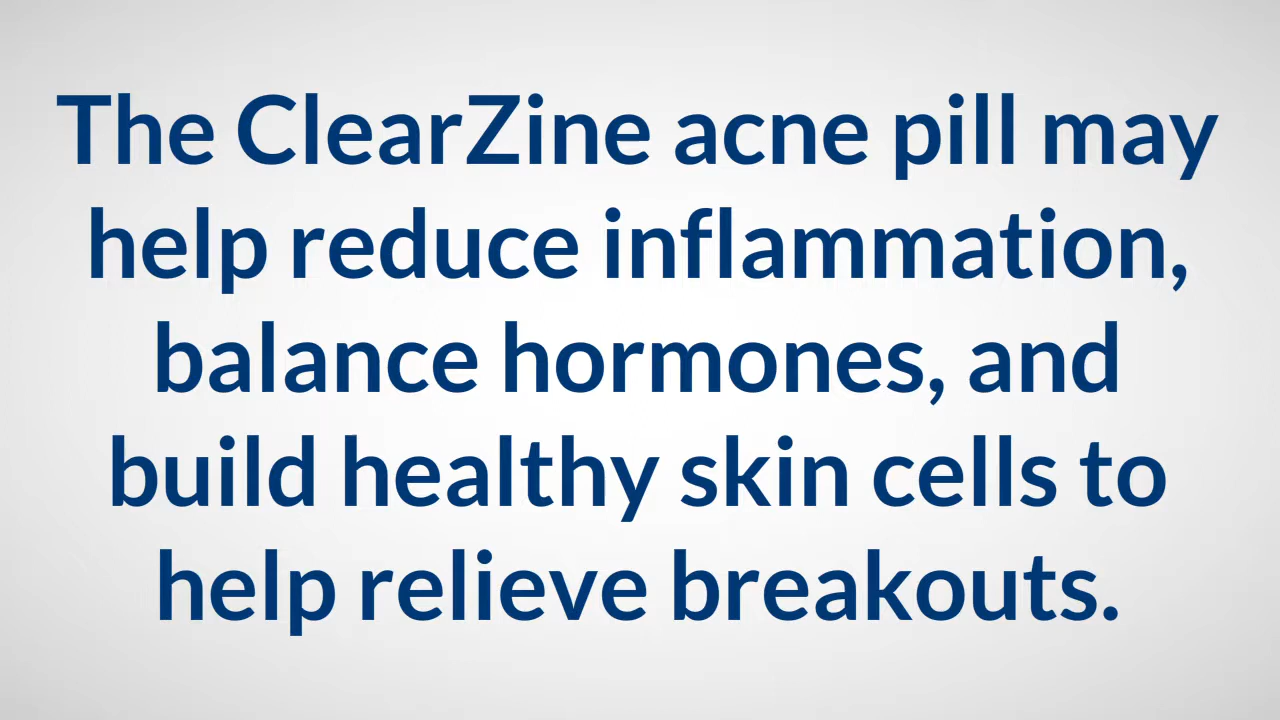 The ClearZine acne pill may
help reduce inflammation,
balance hormones, and
build healthy skin cells to
help relieve breakouts.